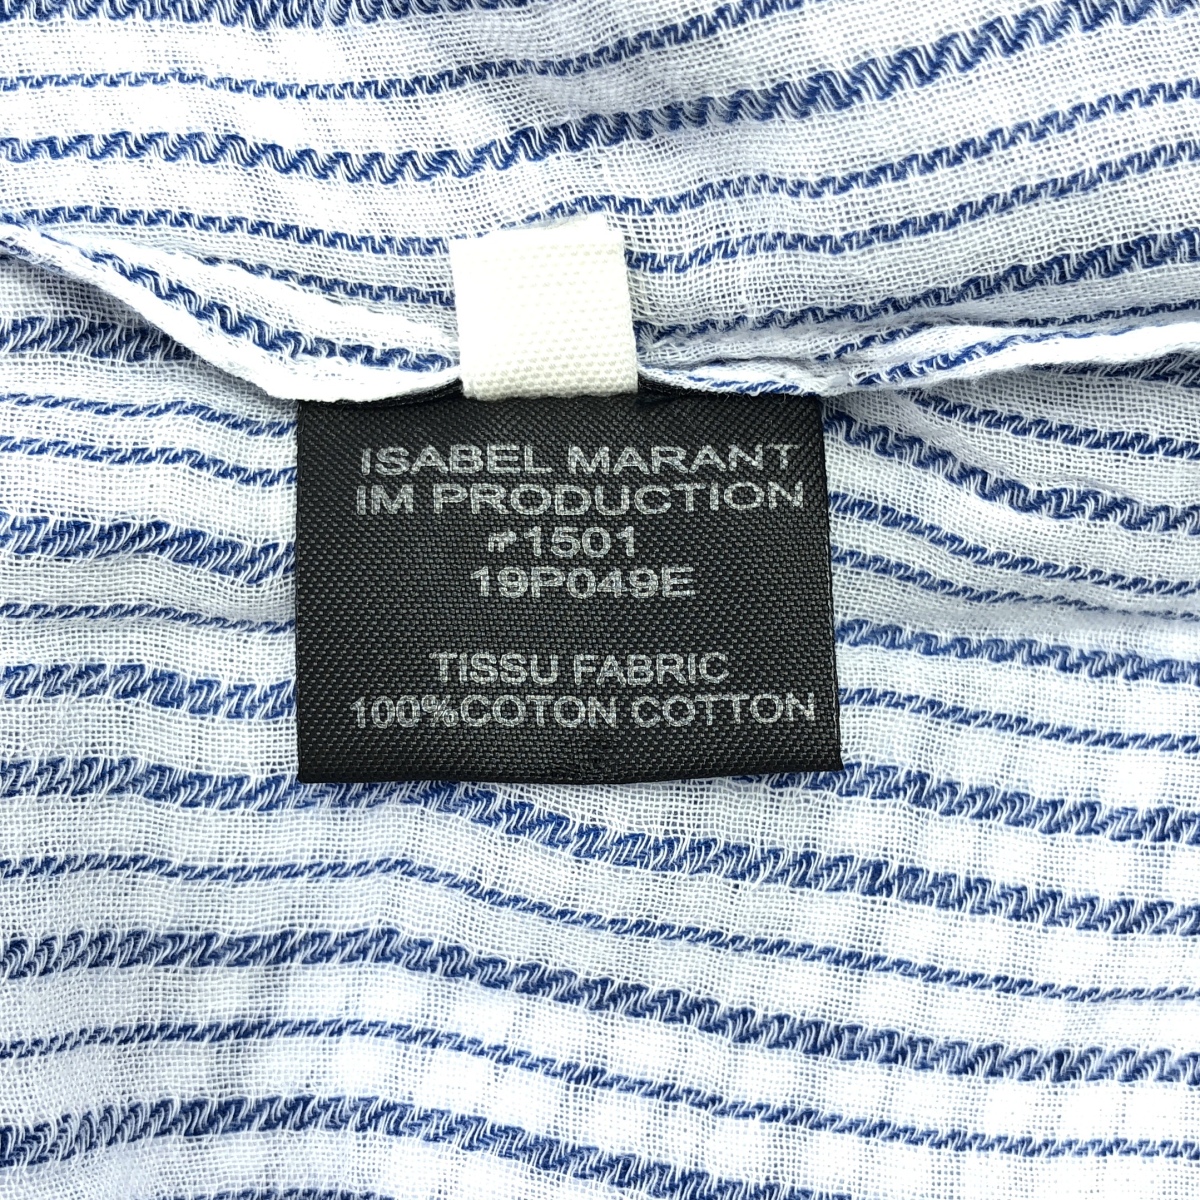 ISABEL MARANT
IM PRODUCTION
n°1501
19P049E
TISSU FABRIC
100%COTON COTTON